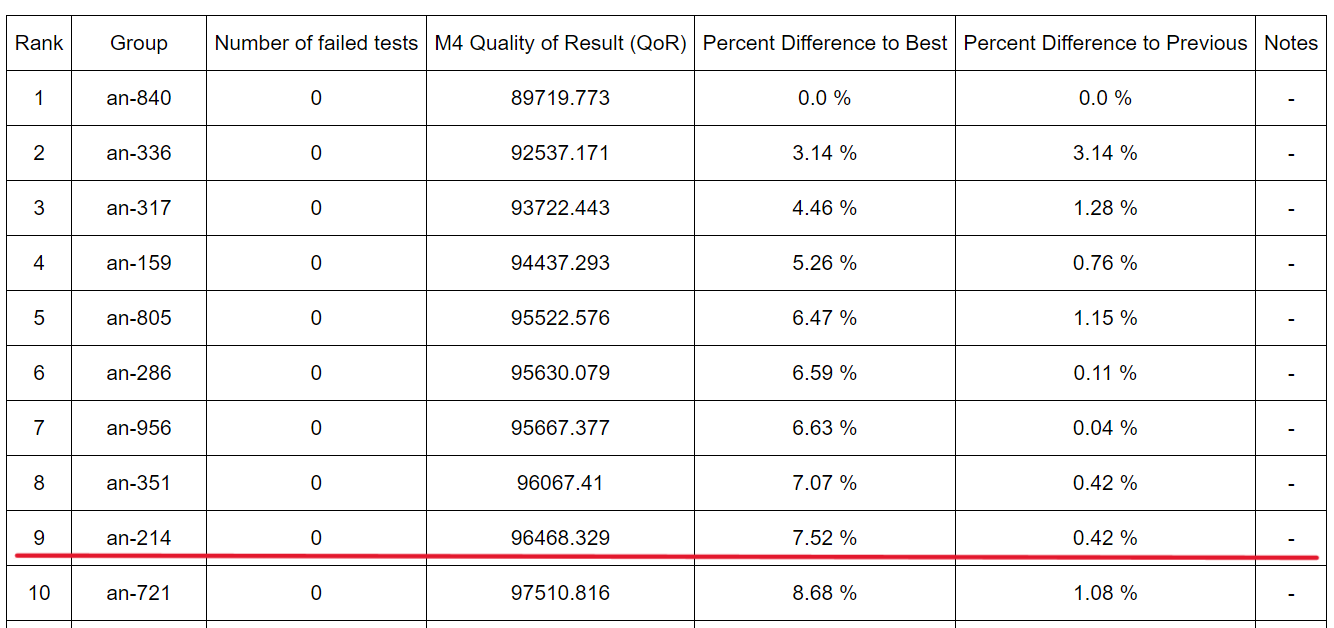 Rank Group Number of failed tests M4 Quality of Result (QoR) Percent Difference to Best Percent Difference to Previous Notes
1 an-840 0 89719.773 0.0 % 0.0 % -
2 an-336 0 92537.171 3.14 % 3.14 % -
3 an-317 0 93722.443 4.46 % 1.28 % -
4 an-159 0 94437.293 5.26 % 0.76 % -
5 an-805 0 95522.576 6.47 % 1.15 % -
6 an-286 0 95630.079 6.59 % 0.11 % -
7 an-956 0 95667.377 6.63 % 0.04 % -
8 an-351 0 96067.41 7.07 % 0.42 % -
9 an-214 0 96468.329 7.52 % 0.42 % -
10 an-721 0 97510.816 8.68 % 1.08 % -